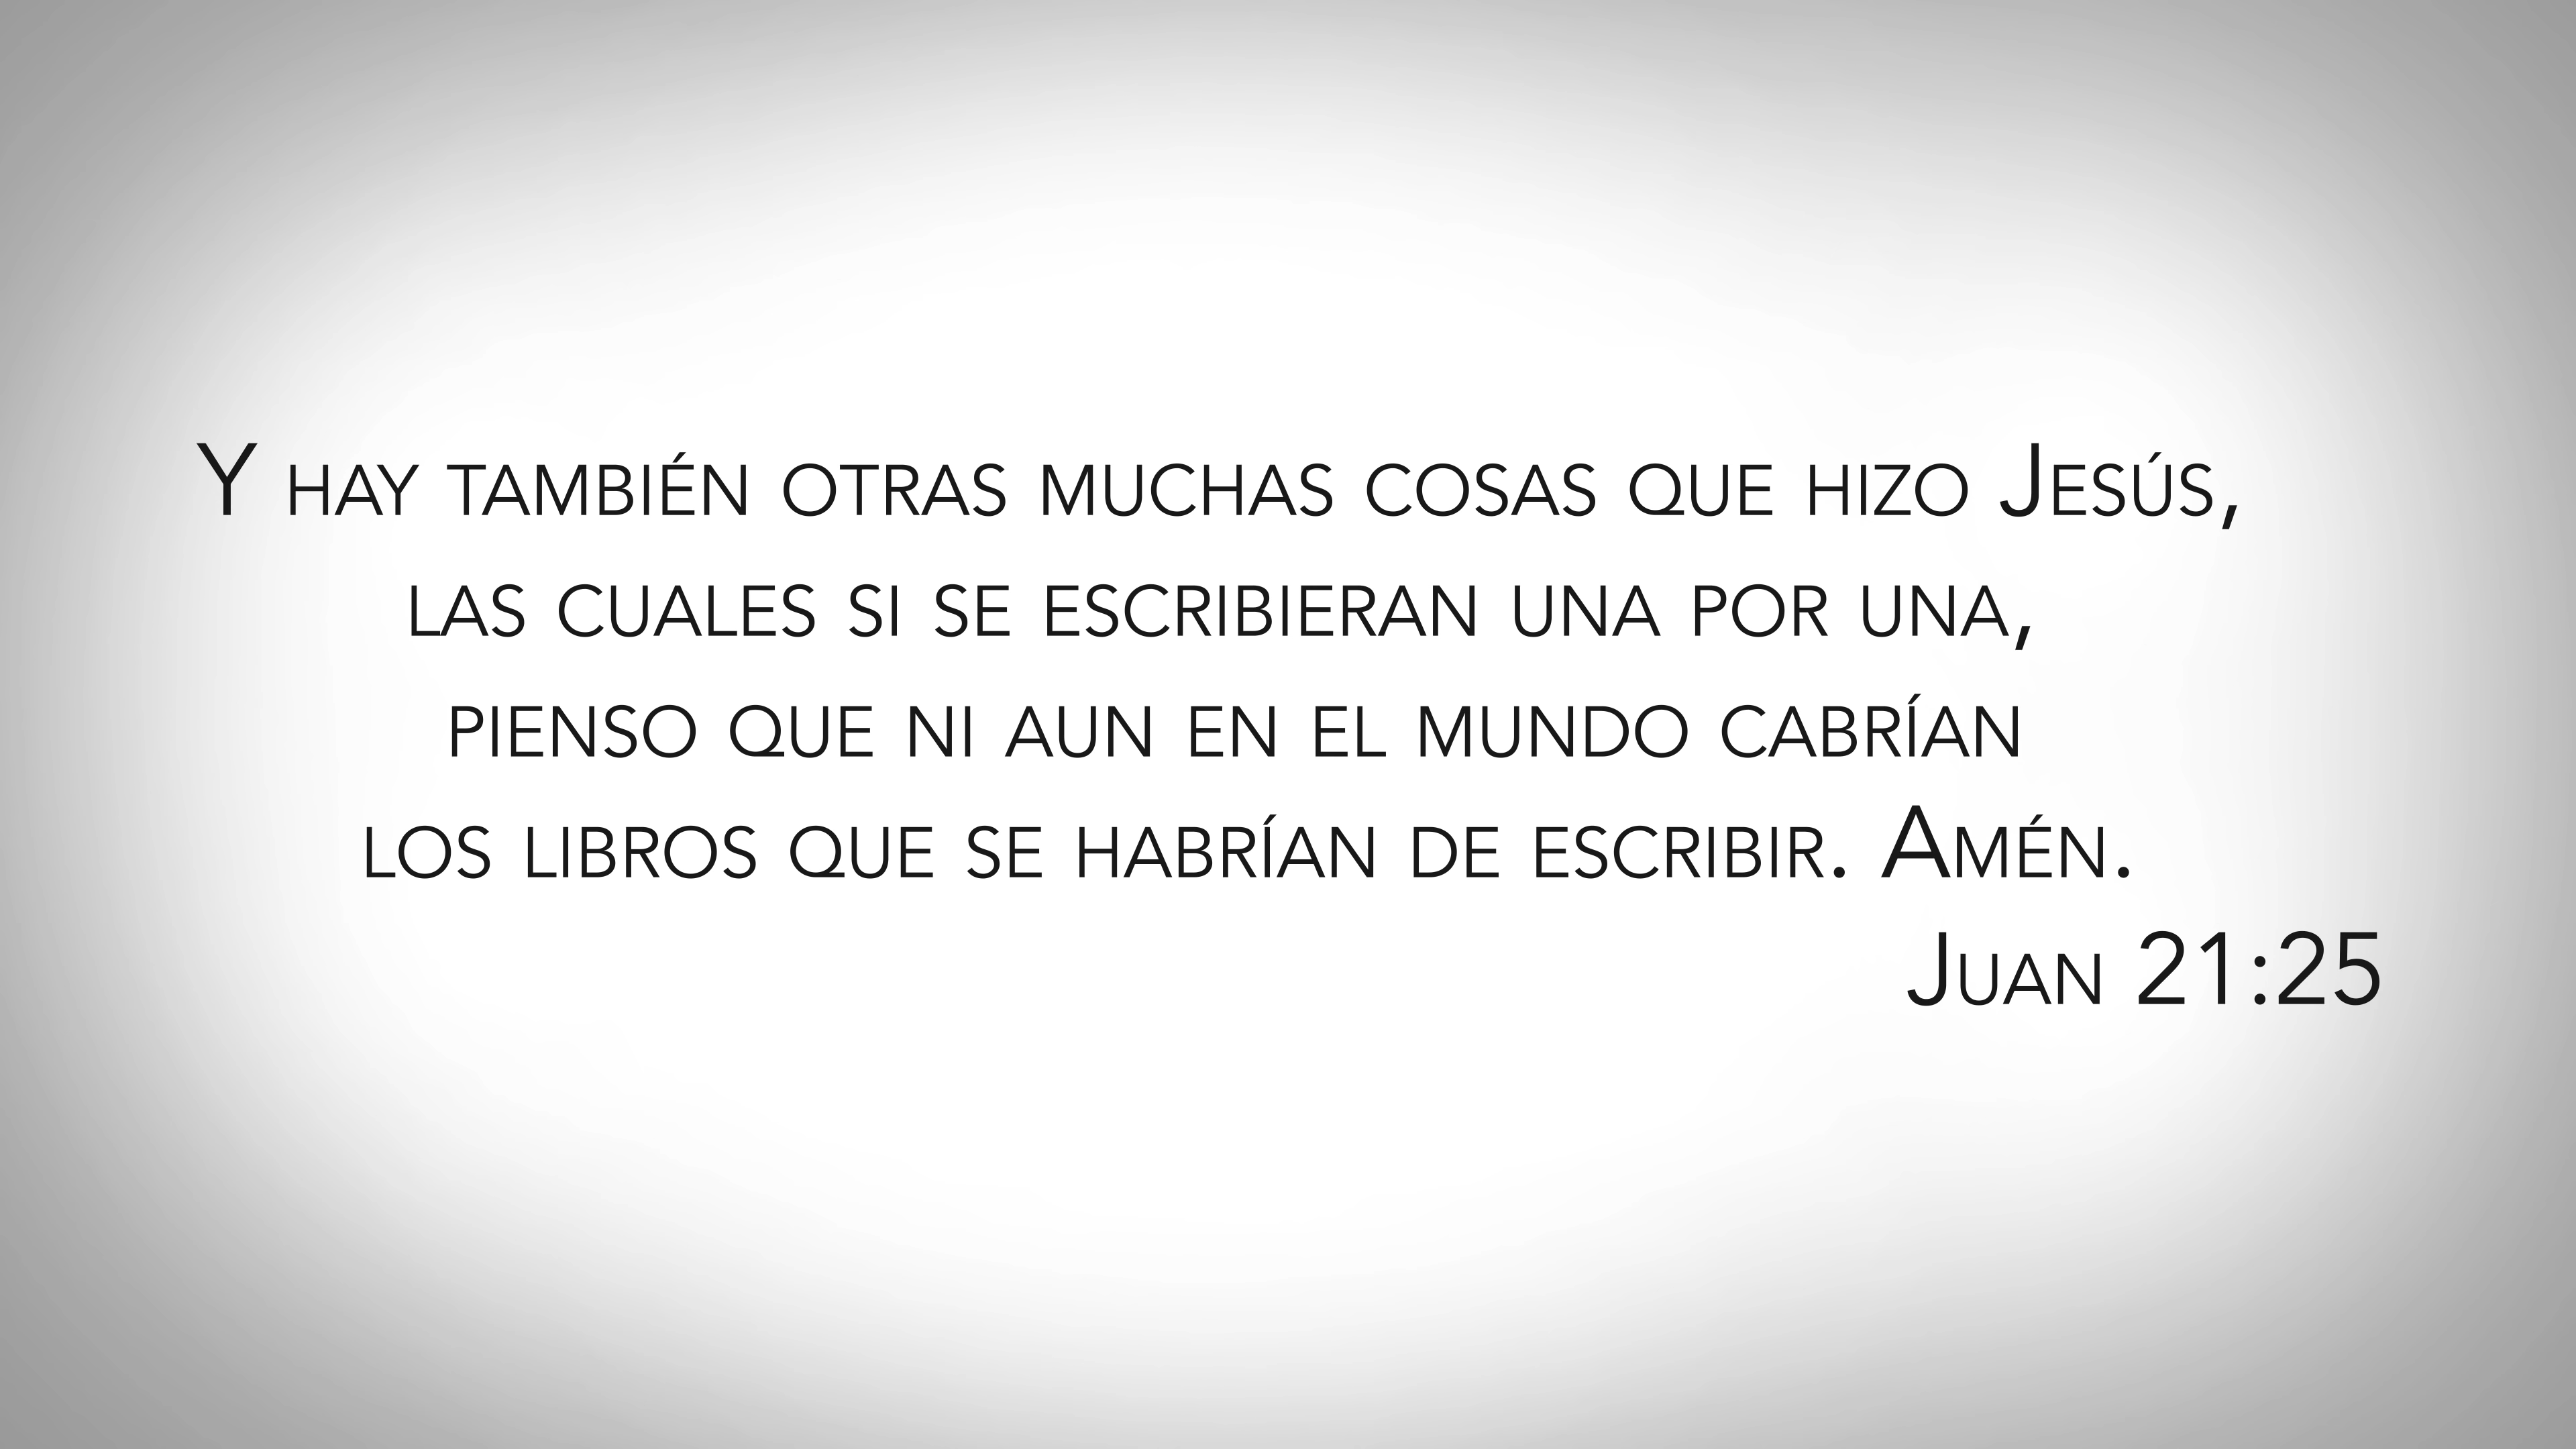 Y hay también otras muchas cosas que hizo Jesús,
las cuales si se escribieran una por una,
pienso que ni aun en el mundo cabrían
los libros que se habrían de escribir. Amén.
Juan 21:25